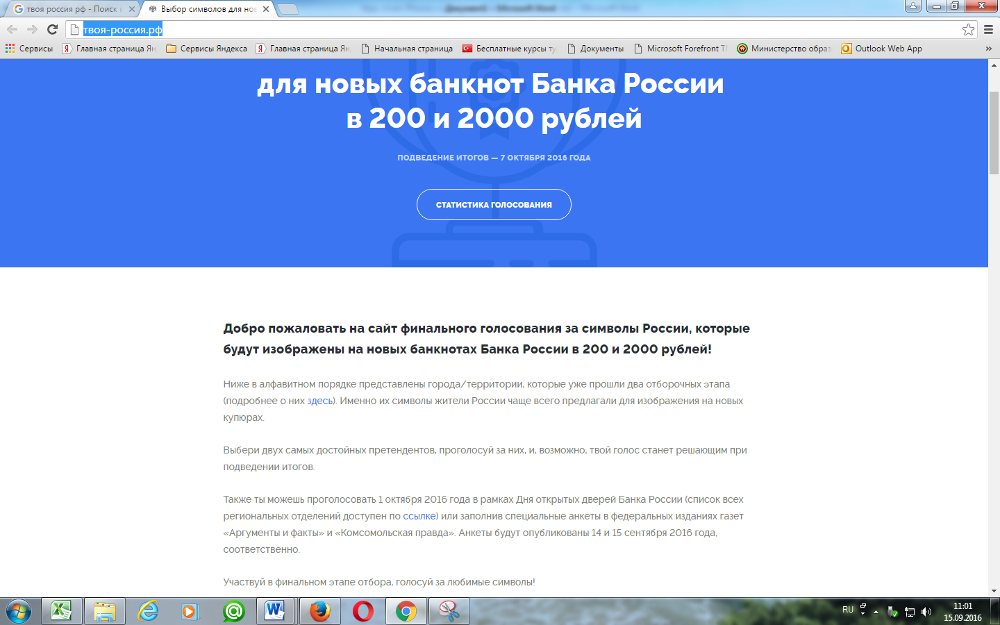 твоя россия рф - Поиск в
Выбор символов для нов
твоя-россия.рф
Сервисы
Главная страница Ян
Сервисы Яндекса
Главная страница Ян
Начальная страница
Бесплатные курсы ту
Документы
Microsoft Forefront T
Министерство образ
Outlook Web App
для новых банкнот Банка России
в 200 и 2000 рублей
ПОДВЕДЕНИЕ ИТОГОВ — 7 ОКТЯБРЯ 2016 ГОДА
СТАТИСТИКА ГОЛОСОВАНИЯ
Добро пожаловать на сайт финального голосования за символы России, которые
будут изображены на новых банкнотах Банка России в 200 и 2000 рублей!
Ниже в алфавитном порядке представлены города/территории, которые уже прошли два отборочных этапа
(подробнее о них здесь). Именно их символы жители России чаще всего предлагали для изображения на новых
купюрах.
Выбери двух самых достойных претендентов, проголосуй за них, и, возможно, твой голос станет решающим при
подведении итогов.
Также ты можешь проголосовать 1 октября 2016 года в рамках Дня открытых дверей Банка России (список всех
региональных отделений доступен по ссылке) или заполнив специальные анкеты в федеральных изданиях газет
«Аргументы и факты» и «Комсомольская правда». Анкеты будут опубликованы 14 и 15 сентября 2016 года,
соответственно.
Участвуй в финальном этапе отбора, голосуй за любимые символы!
RU
11:01
15.09.2016